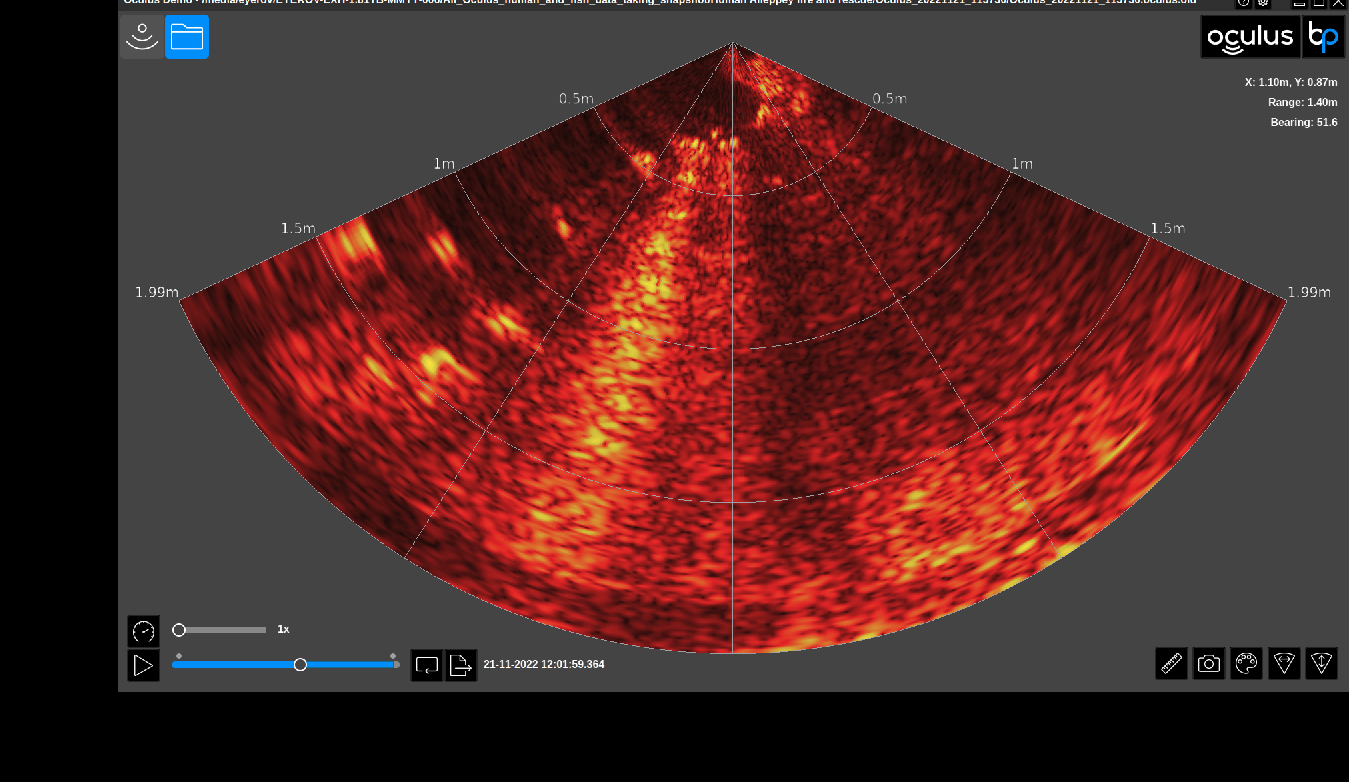 oculus bp
X: 1.10m, Y: 0.87m
Range: 1.40m
Bearing: 51.6
0.5m 0.5m
1m 1m
1.5m 1.5m
1.99m 1.99m
1x
21-11-2022 12:01:59.364